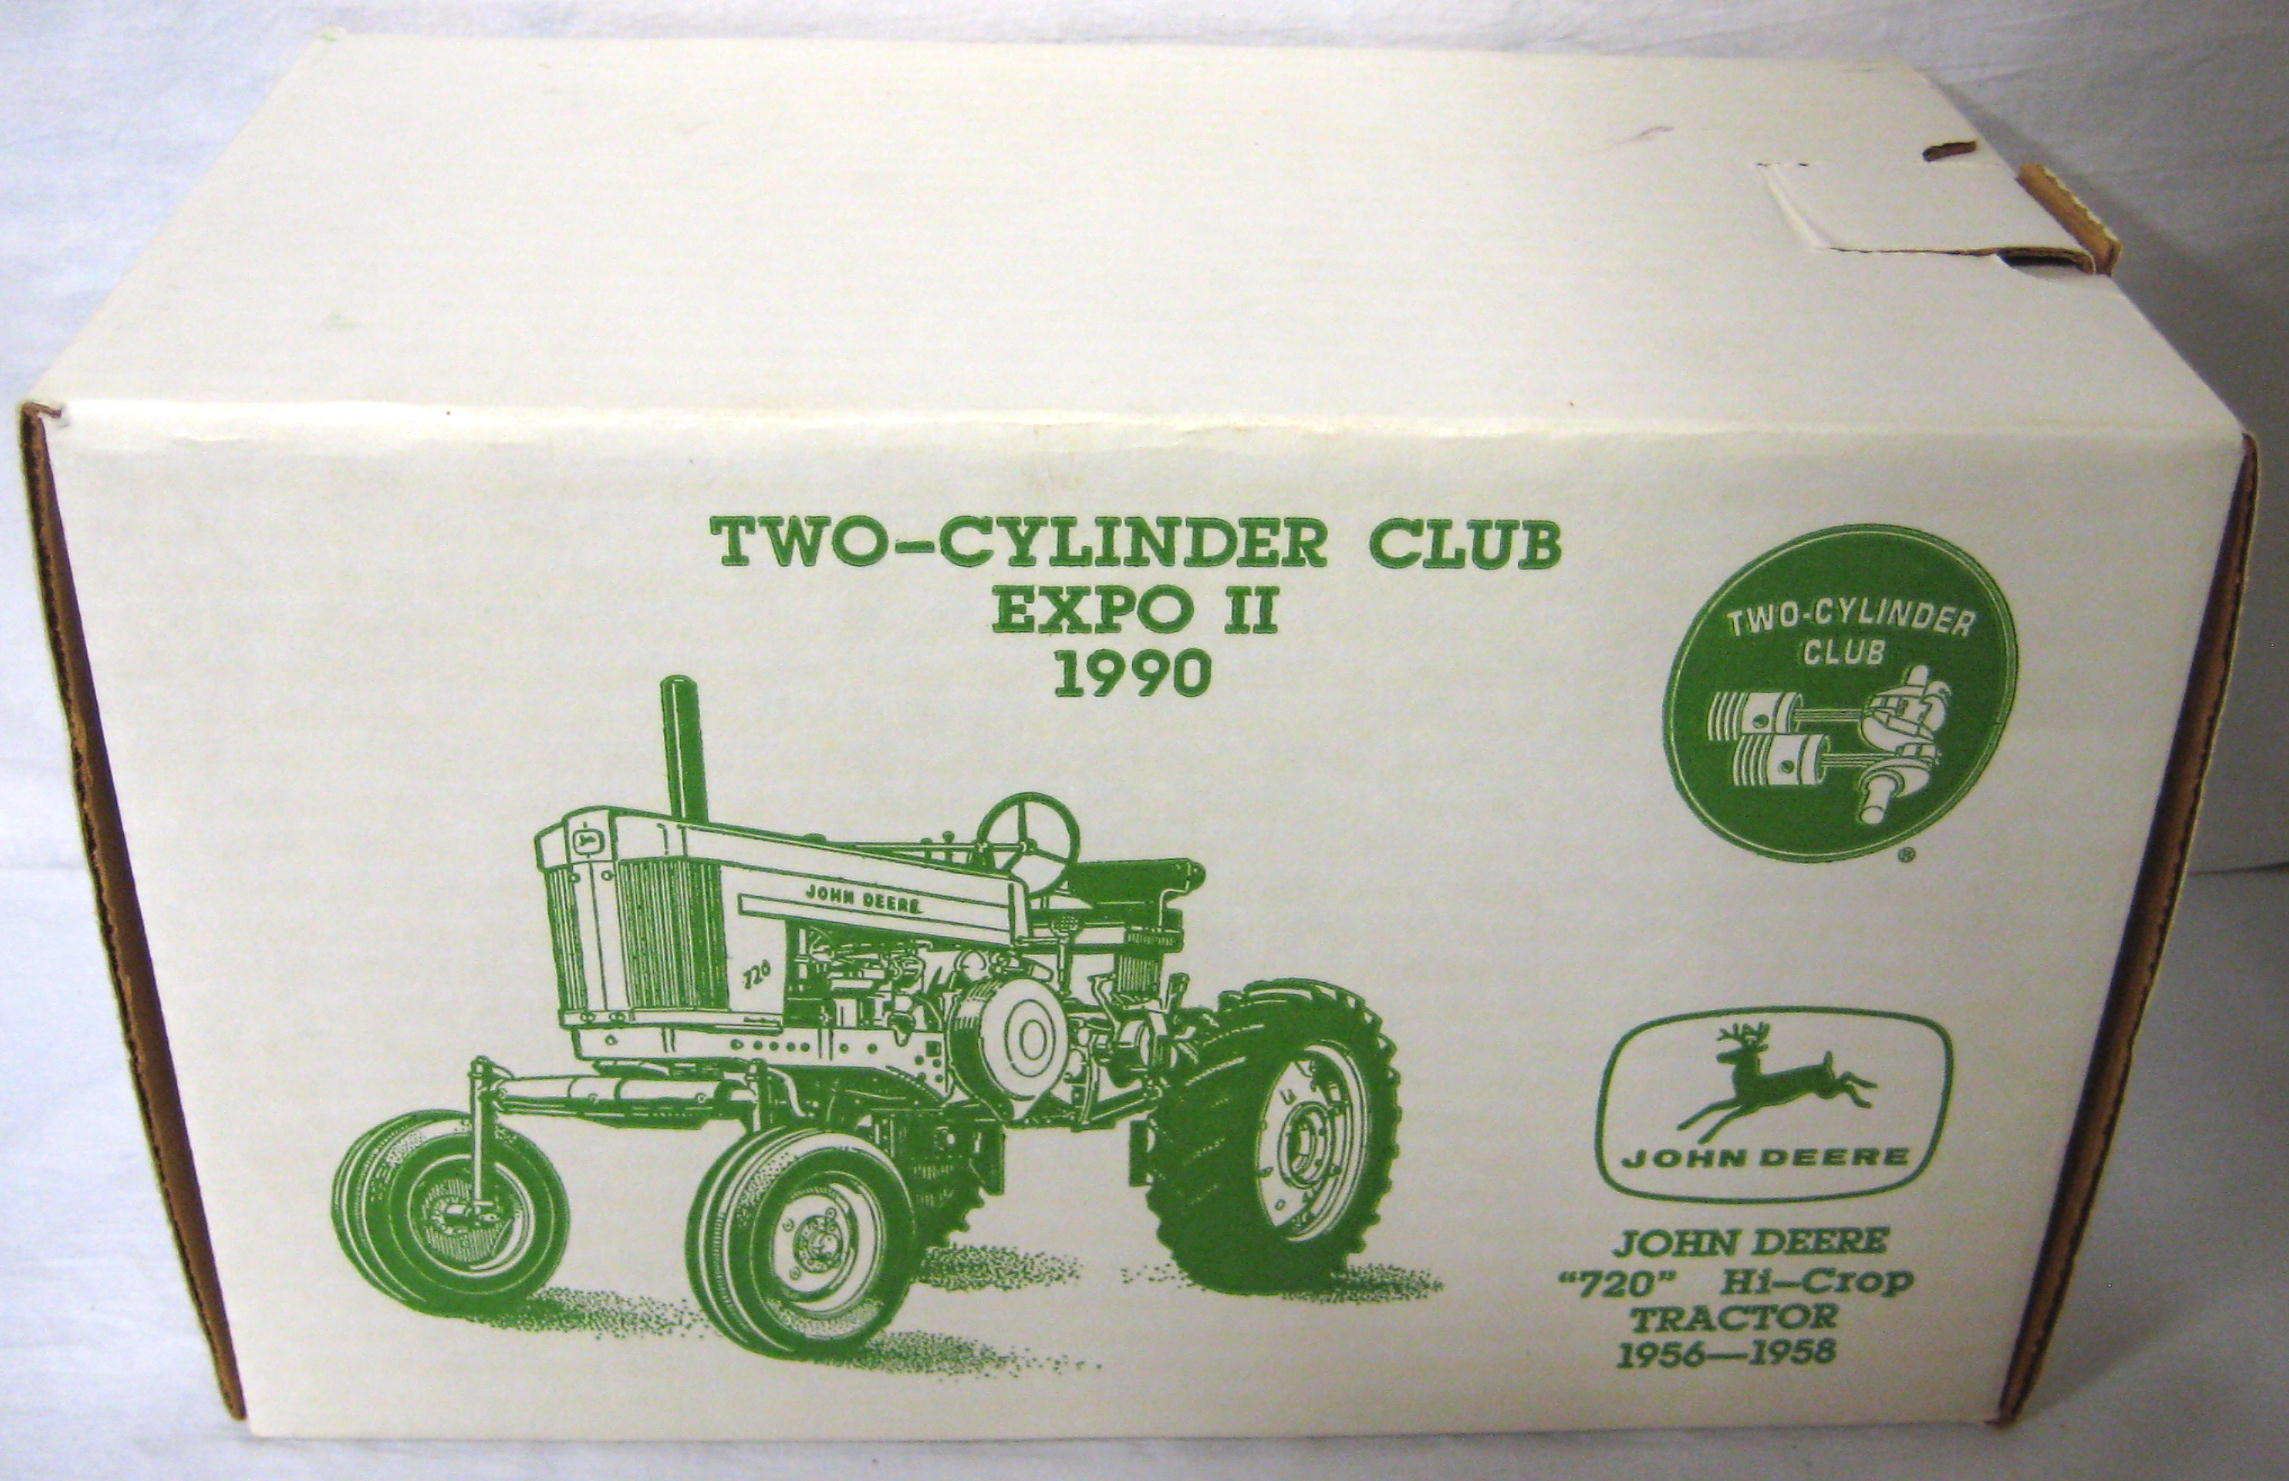 TWO-CYLINDER CLUB
EXPO II
1990
TWO-CYLINDER
CLUB
®
JOHN DEERE
720
JOHN DEERE
JOHN DEERE
"720" Hi-Crop
TRACTOR
1956-1958